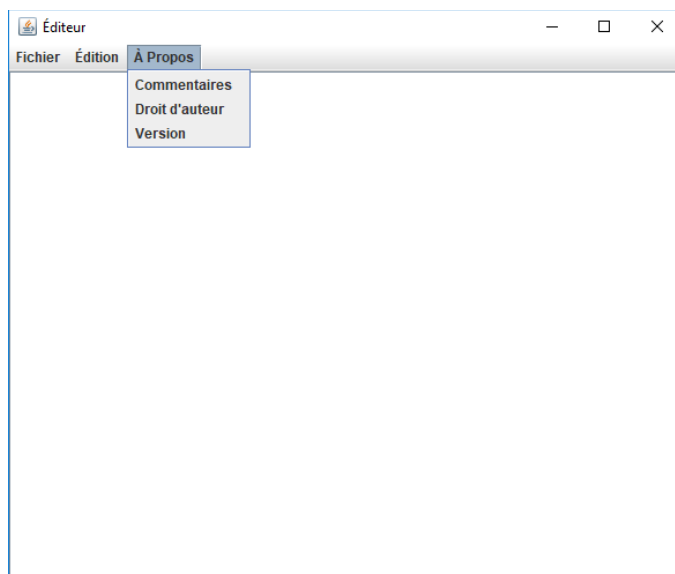 Éditeur
Fichier Édition À Propos
Commentaires
Droit d'auteur
Version